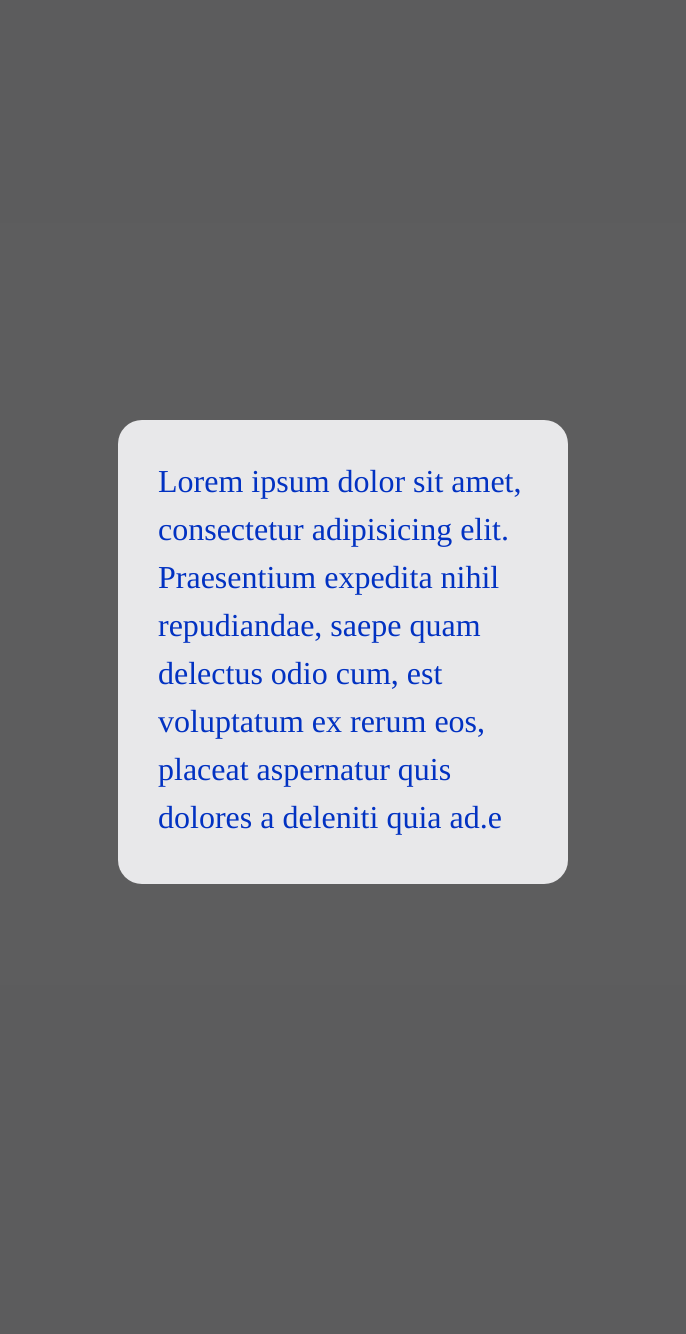 Lorem ipsum dolor sit amet,
consectetur adipisicing elit.
Praesentium expedita nihil
repudiandae, saepe quam
delectus odio cum, est
voluptatum ex rerum eos,
placeat aspernatur quis
dolores a deleniti quia ad.e